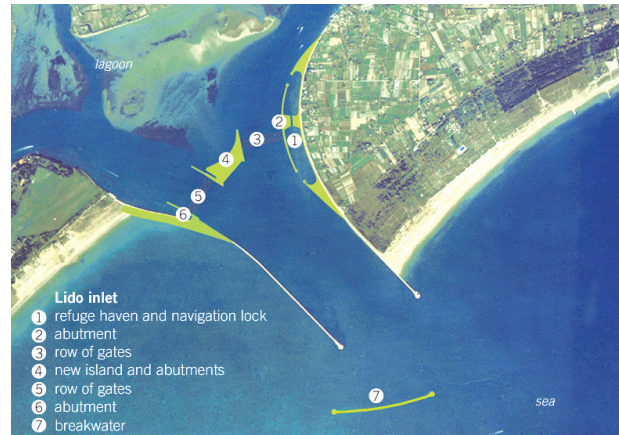 lagoon
2
3
1
4
5
6
Lido inlet
1 refuge haven and navigation lock
2 abutment
3 row of gates
4 new island and abutments
5 row of gates
6 abutment
7 breakwater
7
sea